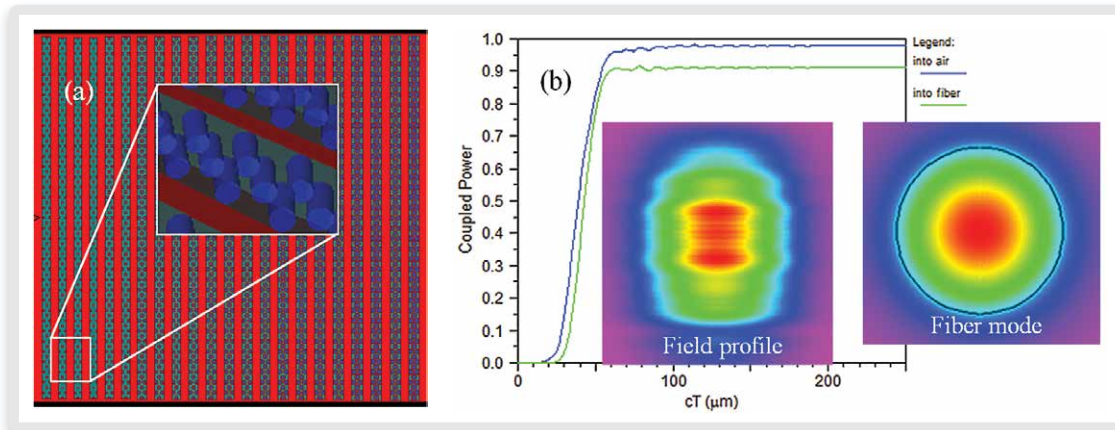 (a)
(b)
Coupled Power
1.0
0.9
0.8
0.7
0.6
0.5
0.4
0.3
0.2
0.1
0.0
0
100
200
cT (μm)
Legend:
into air
into fiber
Field profile
Fiber mode